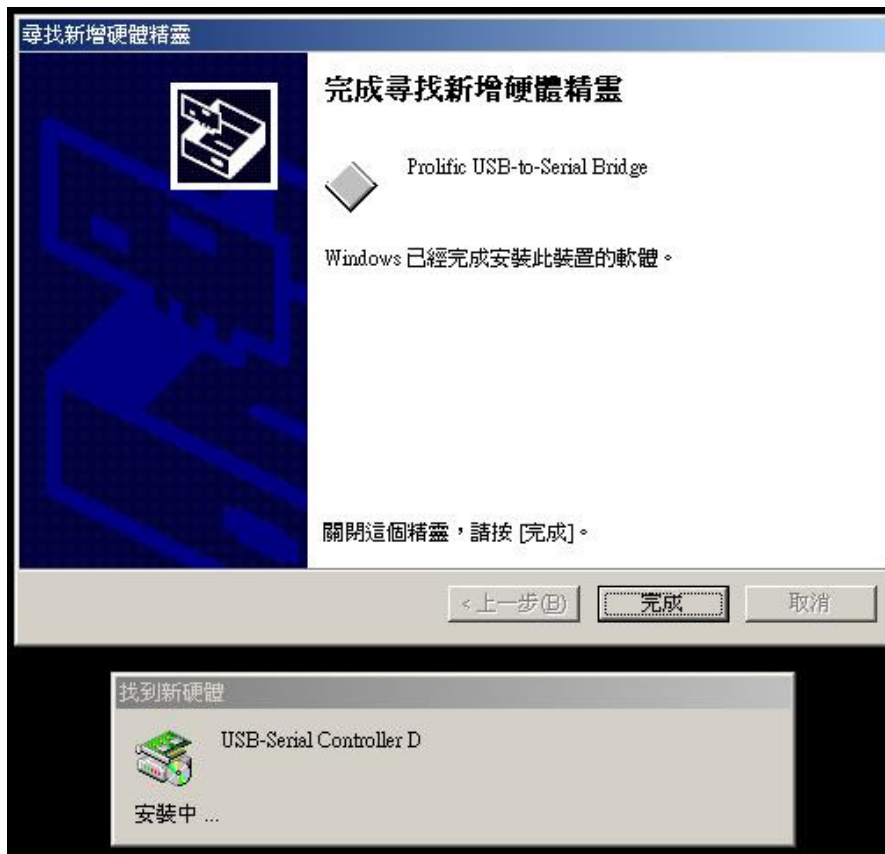 尋找新增硬體精靈
完成尋找新增硬體精靈
Prolific USB-to-Serial Bridge
Windows 已經完成安裝此裝置的軟體。
關閉這個精靈，請按 [完成]。
< 上一步(B)
完成
取消
找到新硬體
USB-Serial Controller D
安裝中 ...